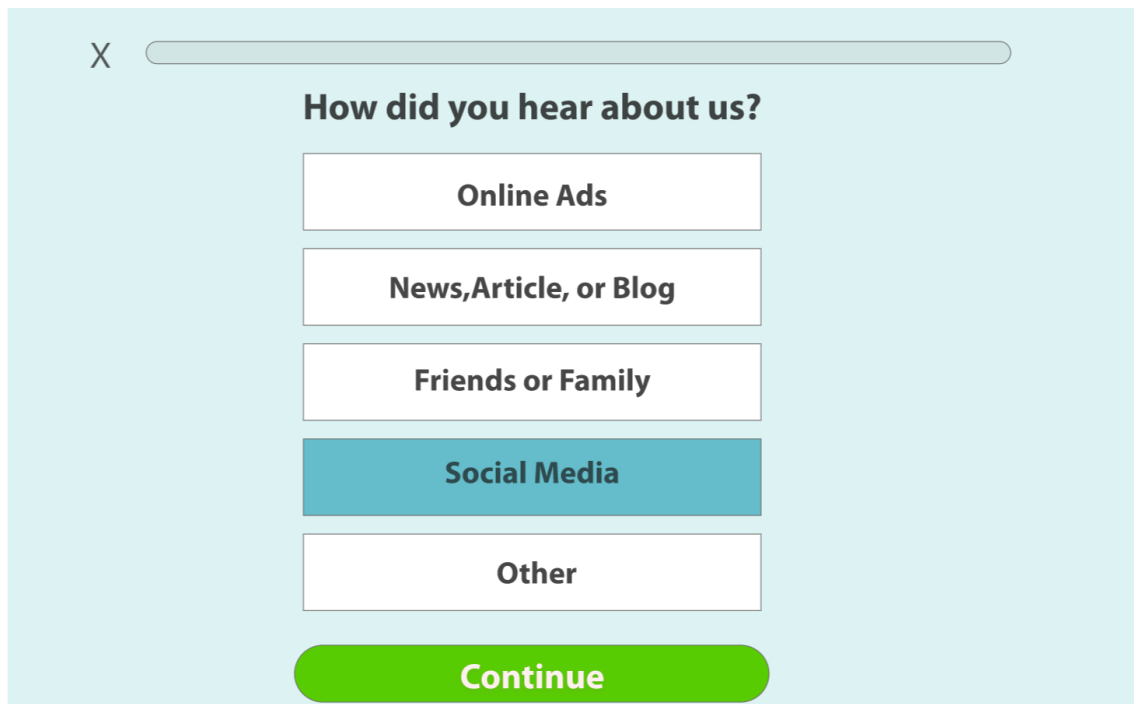 X
How did you hear about us?
Online Ads
News,Article, or Blog
Friends or Family
Social Media
Other
Continue